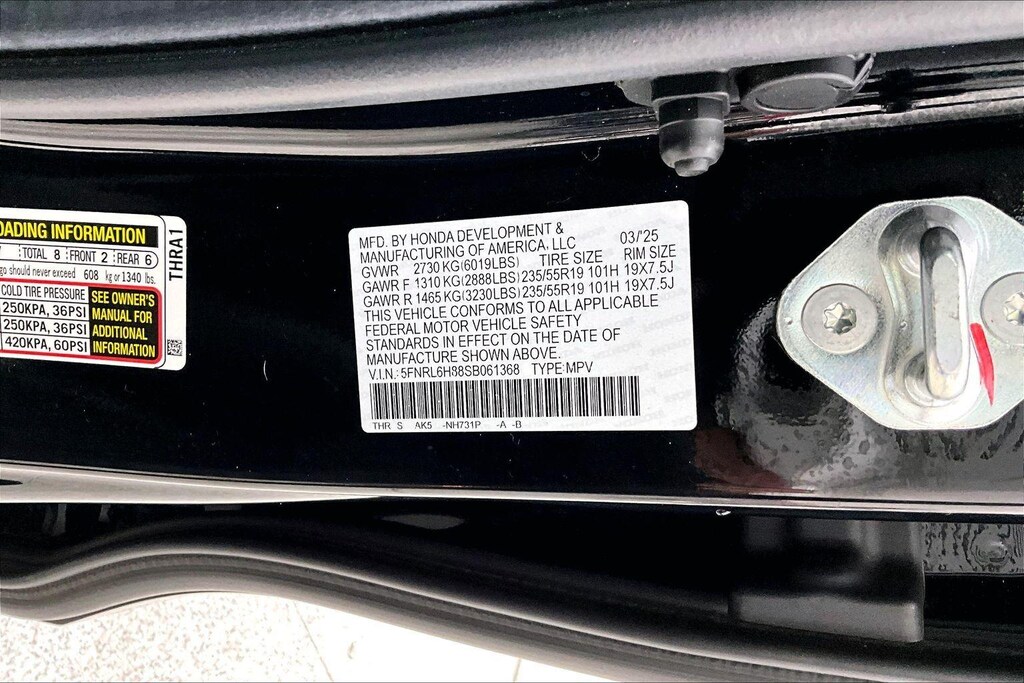 OADING INFORMATION
TOTAL 8 FRONT 2 REAR 6
go should never exceed 608 kg or 1340 lbs.
COLD TIRE PRESSURE
250KPA, 36PSI
250KPA, 36PSI
420KPA, 60PSI
SEE OWNER'S
MANUAL FOR
ADDITIONAL
INFORMATION
THRA1
MFD. BY HONDA DEVELOPMENT &
MANUFACTURING OF AMERICA, LLC 03/'25
GVWR 2730 KG(6019LBS) TIRE SIZE RIM SIZE
GAWR F 1310 KG(2888LBS) 235/55R19 101H 19X7.5J
GAWR R 1465 KG(3230LBS) 235/55R19 101H 19X7.5J
THIS VEHICLE CONFORMS TO ALL APPLICABLE
FEDERAL MOTOR VEHICLE SAFETY
STANDARDS IN EFFECT ON THE DATE OF
MANUFACTURE SHOWN ABOVE.
V.I.N.: 5FNRL6H88SB061368 TYPE:MPV
THR S AK5 -NH731P -A -B